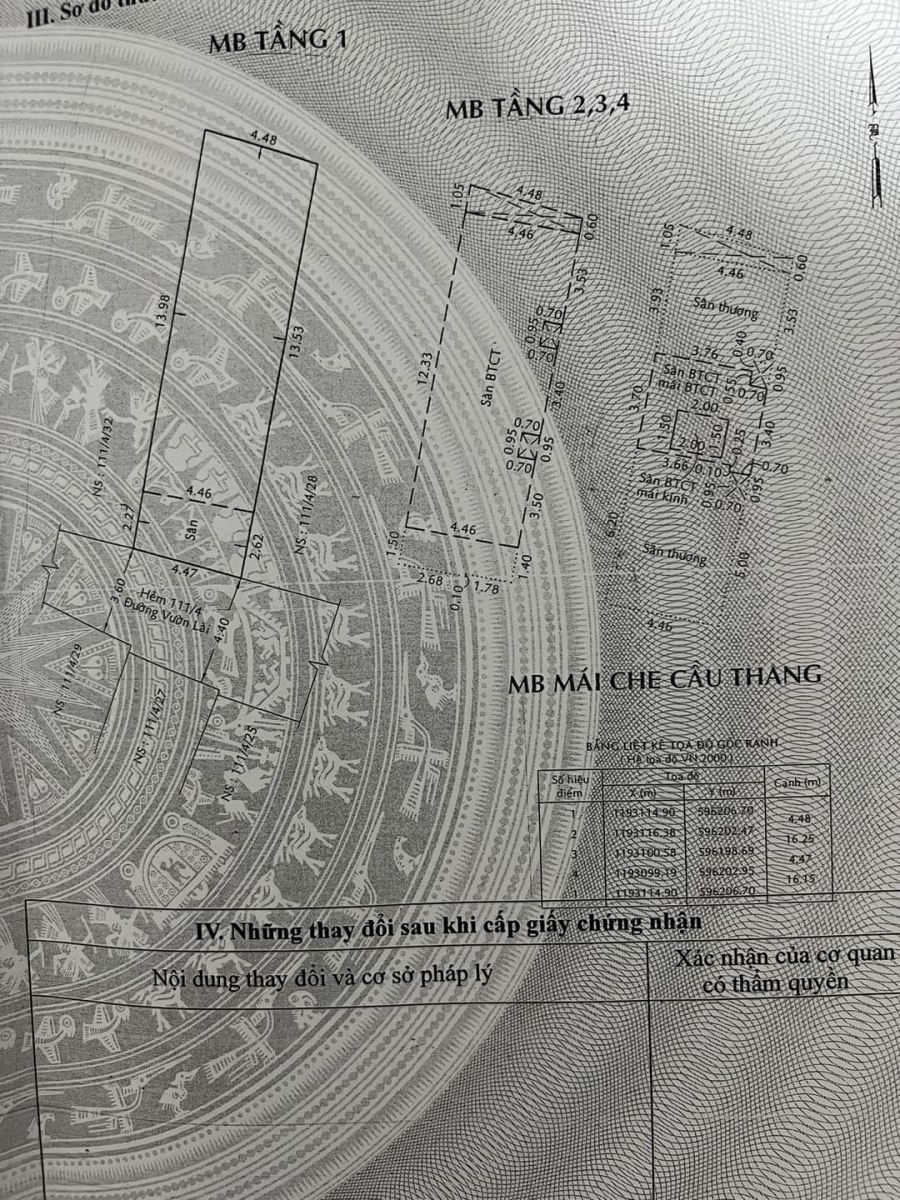 III. Sơ đồ
MB TẦNG 1
MB TẦNG 2,3,4
4.48
13.98
13.53
NS : 111/4/32
NS : 111/4/28
4.46
2.27
Sân
2.62
4.47
3.60
Hẻm 111/4
Đường Vườn Lài
4.40
NS : 111/4/29
NS : 111/4/27
NS : 111/4/25
1.05
4.48
4.46
0.60
3.53
0.70
0.95
0.70
12.33
Sàn BTCT
3.40
0.70
0.95
0.95
0.70
3.50
4.46
1.50
2.68
1.78
1.40
0.10
1.05
4.48
4.46
0.60
3.93
Sân thượng
3.53
3.76
0.40
0.70
Sàn BTCT
mái BTCT
0.55
0.70
0.95
3.70
2.00
1.50
2.00
1.50
0.25
3.40
3.66
0.10
0.70
Sàn BTCT
mái kính
0.95
0.70
0.95
6.20
Sân thượng
5.00
4.46
MB MÁI CHE CẦU THANG
BẢNG LIỆT KÊ TỌA ĐỘ GÓC RANH
( Hệ tọa độ VN.2000 )
Số hiệu điểm Tọa độ Cạnh (m)
X (m) Y (m)
1 1193114.90 596206.70
4.48
2 1193116.38 596202.47
16.25
3 1193100.58 596198.69
4.47
4 1193099.19 596202.95
16.15
1 1193114.90 596206.70
IV. Những thay đổi sau khi cấp giấy chứng nhận
Nội dung thay đổi và cơ sở pháp lý
Xác nhận của cơ quan
có thẩm quyền